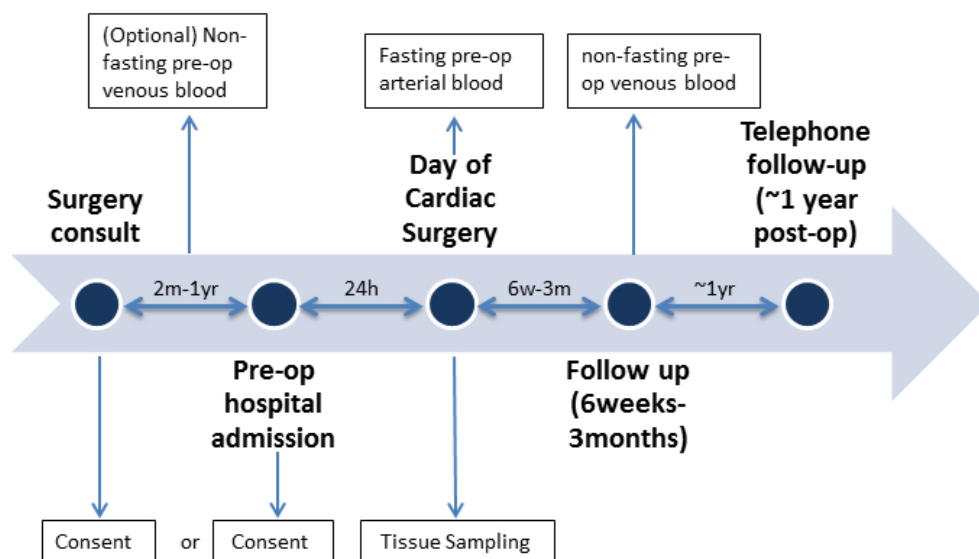 (Optional) Non-
fasting pre-op
venous blood
Fasting pre-op
arterial blood
non-fasting pre-
op venous blood
Surgery
consult
Day of
Cardiac
Surgery
Telephone
follow-up
(~1 year
post-op)
2m-1yr
24h
6w-3m
~1yr
Pre-op
hospital
admission
Follow up
(6weeks-
3months)
Consent
or
Consent
Tissue Sampling